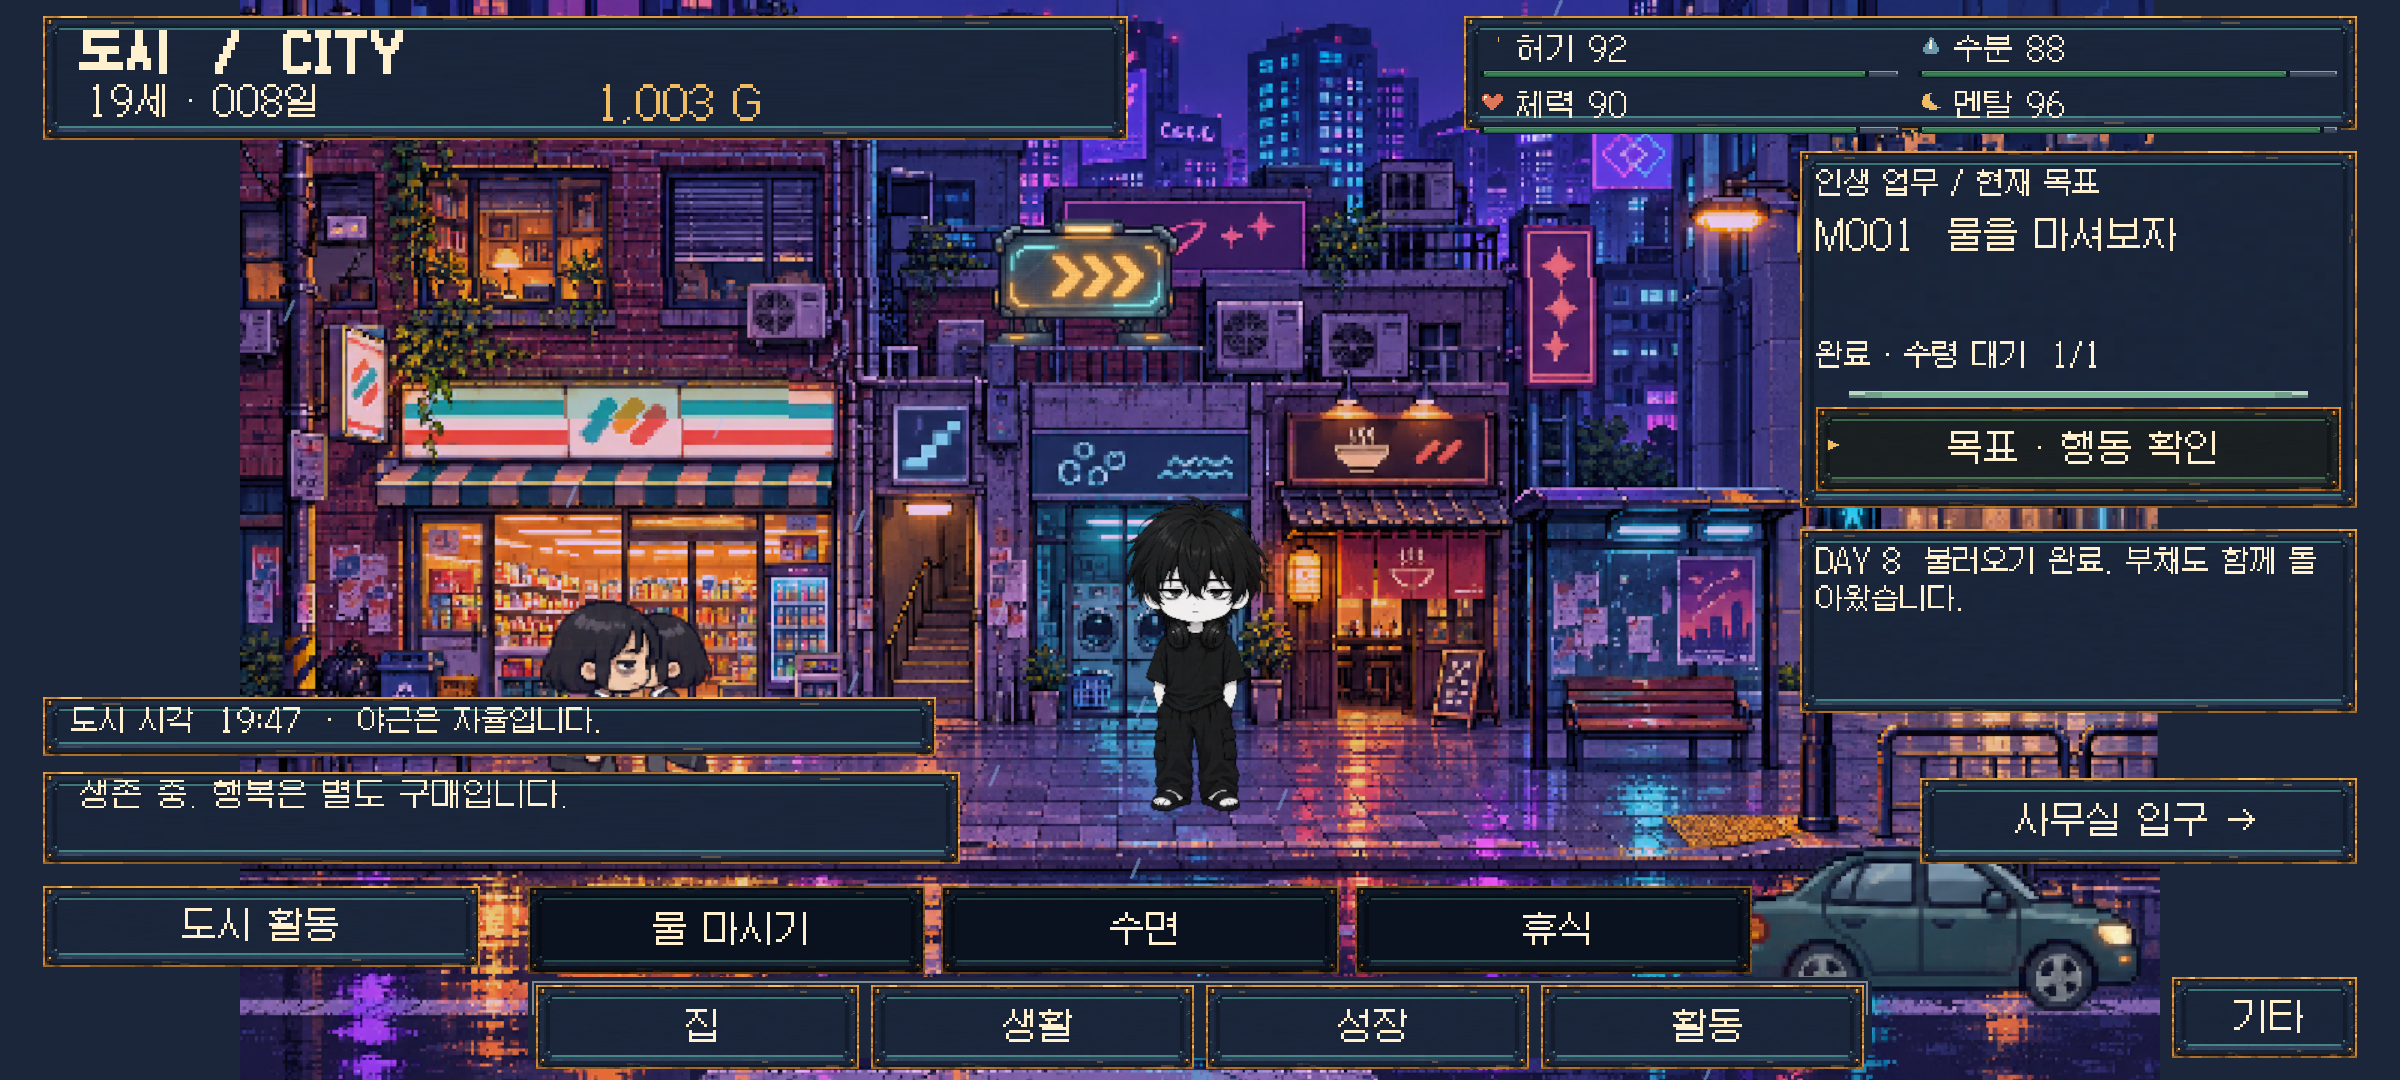 도시 / CITY
19세 · 008일
1,003 G
허기 92
수분 88
체력 90
멘탈 96
인생 업무 / 현재 목표
M001 물을 마셔보자
완료 · 수령 대기 1/1
목표 · 행동 확인
DAY 8 불러오기 완료. 부채도 함께 돌
아왔습니다.
도시 시각 19:47 · 야근은 자율입니다.
생존 중. 행복은 별도 구매입니다.
사무실 입구 →
도시 활동
물 마시기
수면
휴식
집
생활
성장
활동
기타